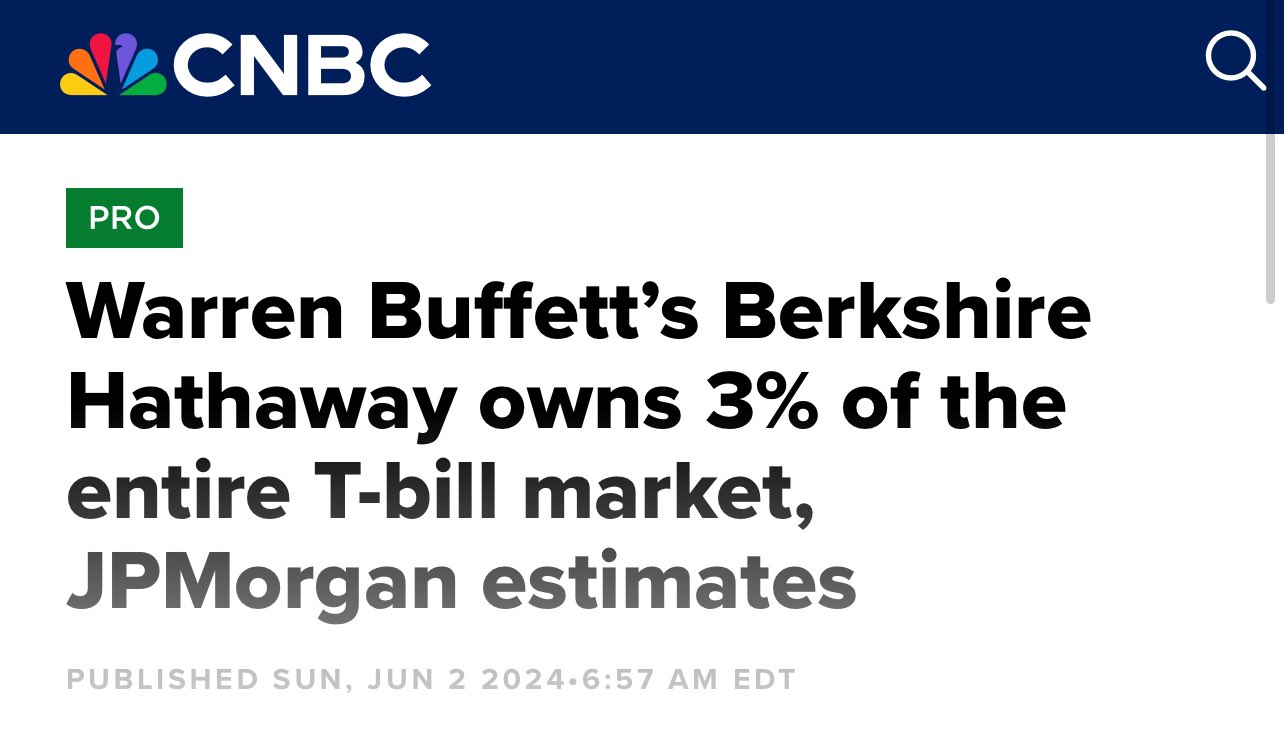 CNBC
PRO
Warren Buffett’s Berkshire
Hathaway owns 3% of the
entire T-bill market,
JPMorgan estimates
PUBLISHED SUN, JUN 2 2024•6:57 AM EDT